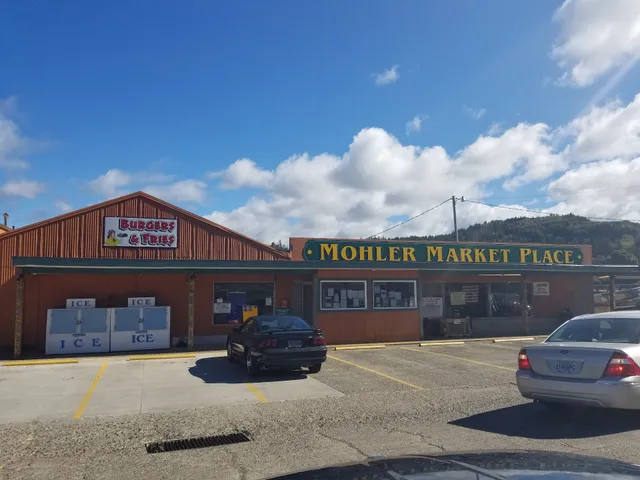 BURGERS
& FRIES
• MOHLER MARKET PLACE •
ICE
ICE
ICE
ICE